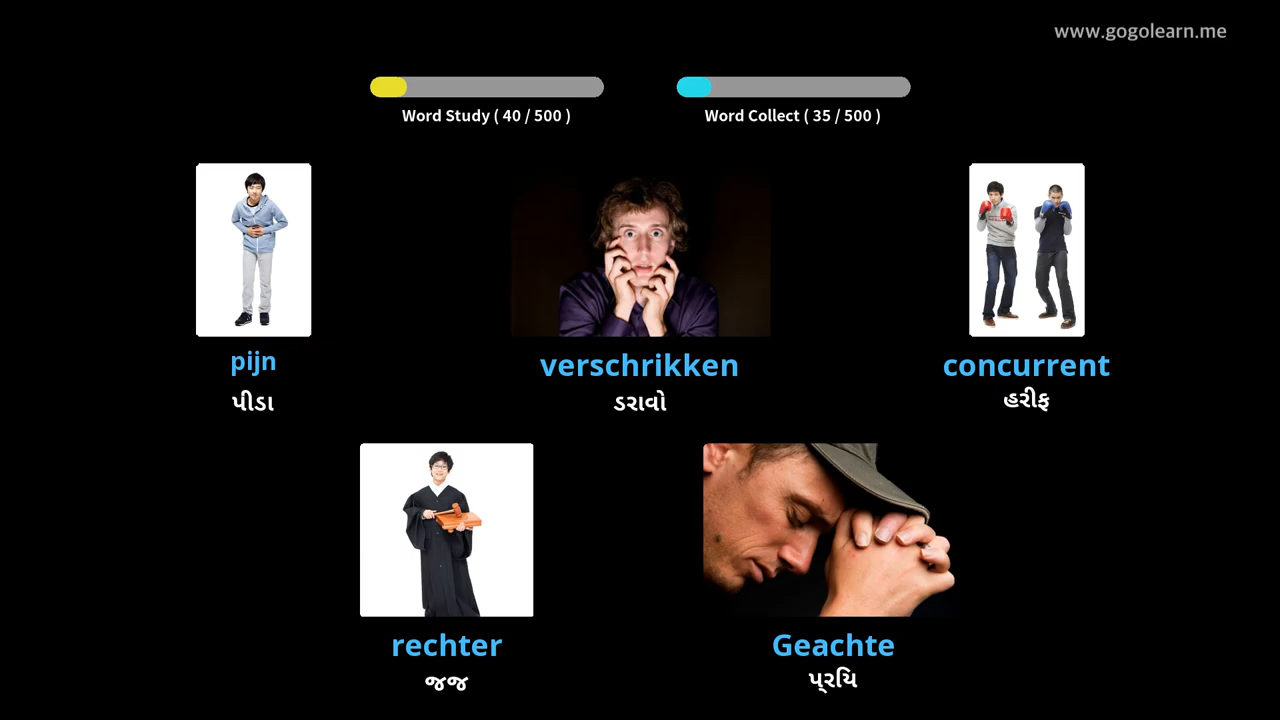 www.gogolearn.me
Word Study ( 40 / 500 )
Word Collect ( 35 / 500 )
pijn
verschrikken
concurrent
પીડા
ડરાવો
હરીફ
rechter
Geachte
જજ
પ્રયિ